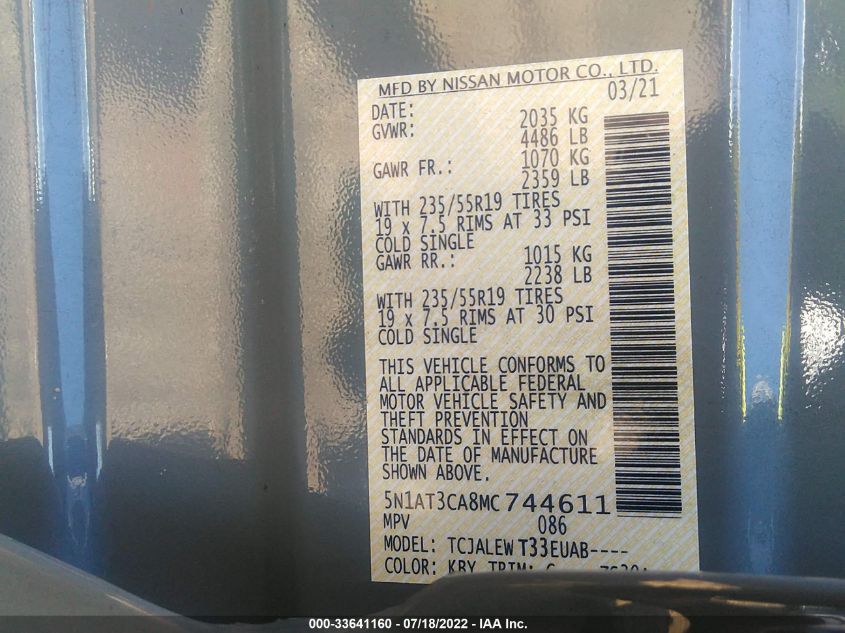 MFD BY NISSAN MOTOR CO., LTD.
DATE: 03/21
GVWR: 2035 KG
4486 LB
GAWR FR.: 1070 KG
2359 LB
WITH 235/55R19 TIRES
19 x 7.5 RIMS AT 33 PSI
COLD SINGLE
GAWR RR.: 1015 KG
2238 LB
WITH 235/55R19 TIRES
19 x 7.5 RIMS AT 30 PSI
COLD SINGLE
THIS VEHICLE CONFORMS TO
ALL APPLICABLE FEDERAL
MOTOR VEHICLE SAFETY AND
THEFT PREVENTION
STANDARDS IN EFFECT ON
THE DATE OF MANUFACTURE
SHOWN ABOVE.
5N1AT3CA8MC744611
MPV 086
MODEL: TCJALEW T33EUAB----
COLOR: KBY TRIM: G
000-33641160 - 07/18/2022 - IAA Inc.